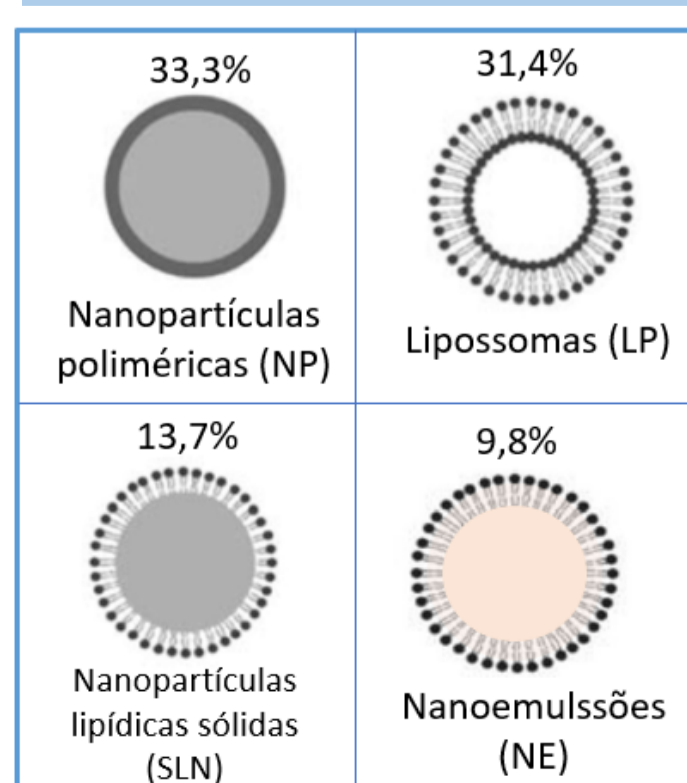 33,3%
Nanopartículas
poliméricas (NP)
31,4%
Lipossomas (LP)
13,7%
Nanopartículas
lipídicas sólidas
(SLN)
9,8%
Nanoemulssões
(NE)